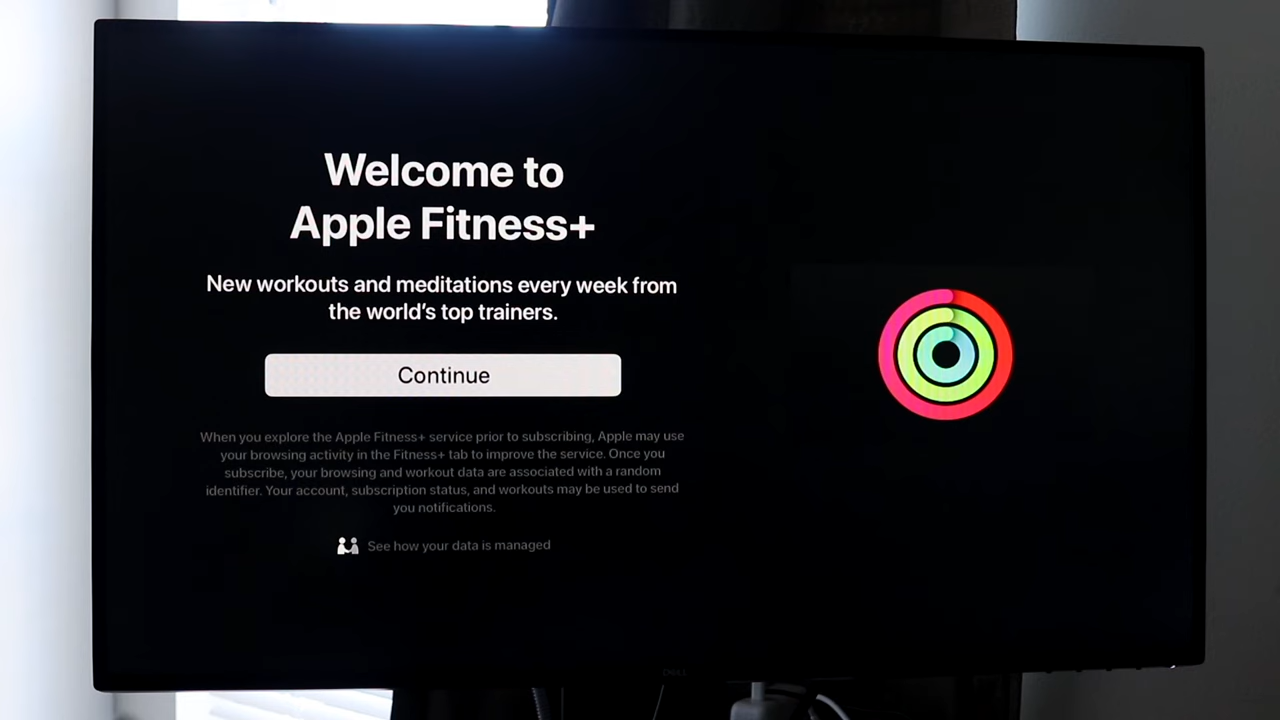 Welcome to
Apple Fitness+
New workouts and meditations every week from
the world's top trainers.
Continue
When you explore the Apple Fitness+ service prior to subscribing, Apple may use
your browsing activity in the Fitness+ tab to improve the service. Once you
subscribe, your browsing and workout data are associated with a random
identifier. Your account, subscription status, and workouts may be used to send
you notifications.
See how your data is managed
DELL